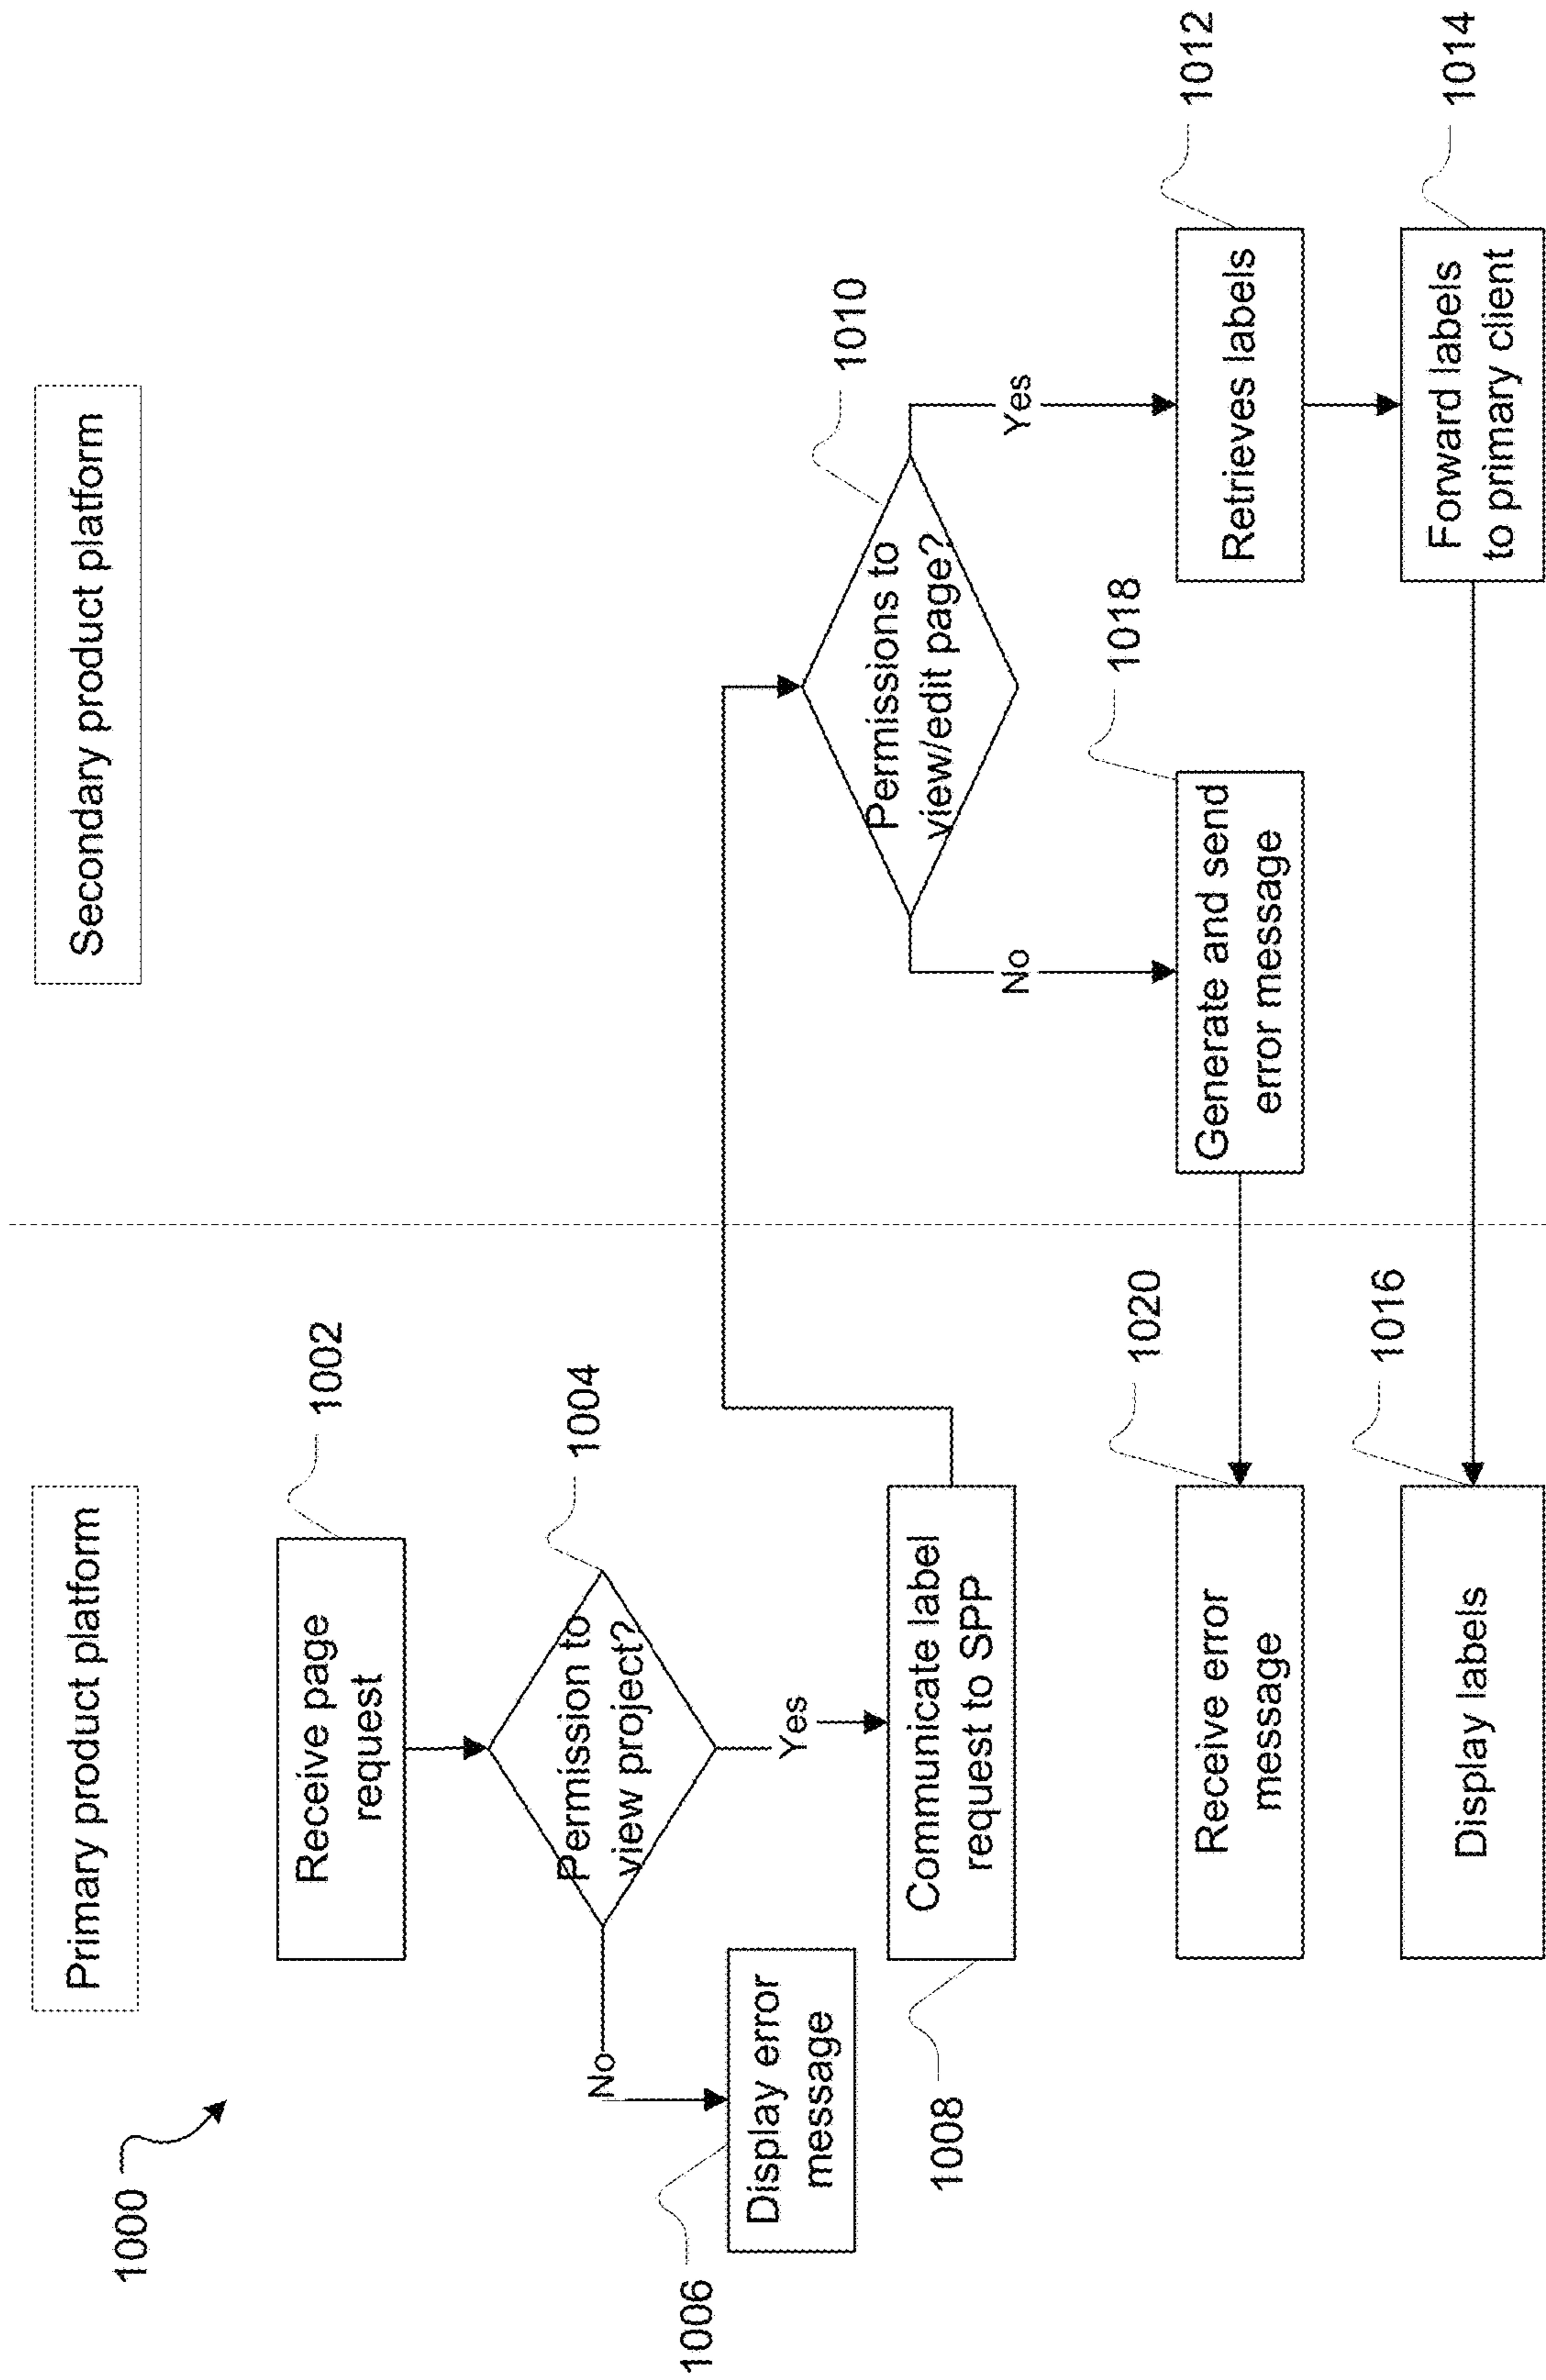 1000
Primary product platform
Secondary product platform
Receive page
request
1002
Permission to
view project?
1004
No
Yes
Display error
message
1006
Communicate label
request to SPP
1008
Permissions to
view/edit page?
1010
No
Yes
Generate and send
error message
1018
Retrieves labels
1012
Receive error
message
1020
Forward labels
to primary client
1014
Display labels
1016